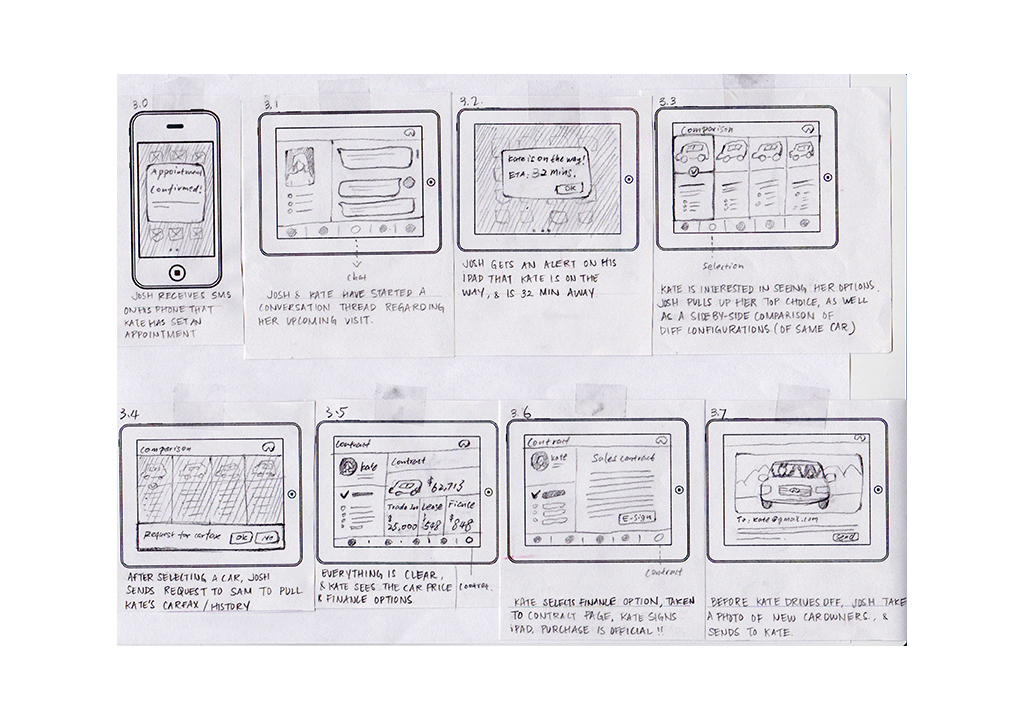 3.0
Appointment
Confirmed!
JOSH RECEIVES SMS
ON HIS PHONE THAT
KATE HAS SET AN
APPOINTMENT
3.1
Chat
JOSH & KATE HAVE STARTED A
CONVERSATION THREAD REGARDING
HER UPCOMING VISIT.
3.2.
Kate is on the way!
ETA: 32 Mins.
OK
JOSH GETS AN ALERT ON HIS
IPAD THAT KATE IS ON THE
WAY, & IS 32 MIN AWAY.
3.3
Comparison
Selection
KATE IS INTERESTED IN SEEING HER OPTIONS.
JOSH PULLS UP HER TOP CHOICE, AS WELL
AS A SIDE-BY-SIDE COMPARISON OF
DIFF CONFIGURATIONS (OF SAME CAR)
3.4
Comparison
Request for carfax OK No
AFTER SELECTING A CAR, JOSH
SENDS REQUEST TO SAM TO PULL
KATE'S CARFAX / HISTORY
3.5
Contract
Kate
Contract
$62,713
Trade In Lease Finance
$25,000 $548 $848
Contract
EVERYTHING IS CLEAR,
& KATE SEES THE CAR PRICE
& FINANCE OPTIONS
3.6
Contract
Kate
Sales contract
E-Sign
Contract
KATE SELECTS FINANCE OPTION, TAKEN
TO CONTRACT PAGE, KATE SIGNS
IPAD. PURCHASE IS OFFICIAL !!
3.7
To: kate@gmail.com
Send
BEFORE KATE DRIVES OFF, JOSH TAKE
A PHOTO OF NEW CAROWNERS, &
SENDS TO KATE.